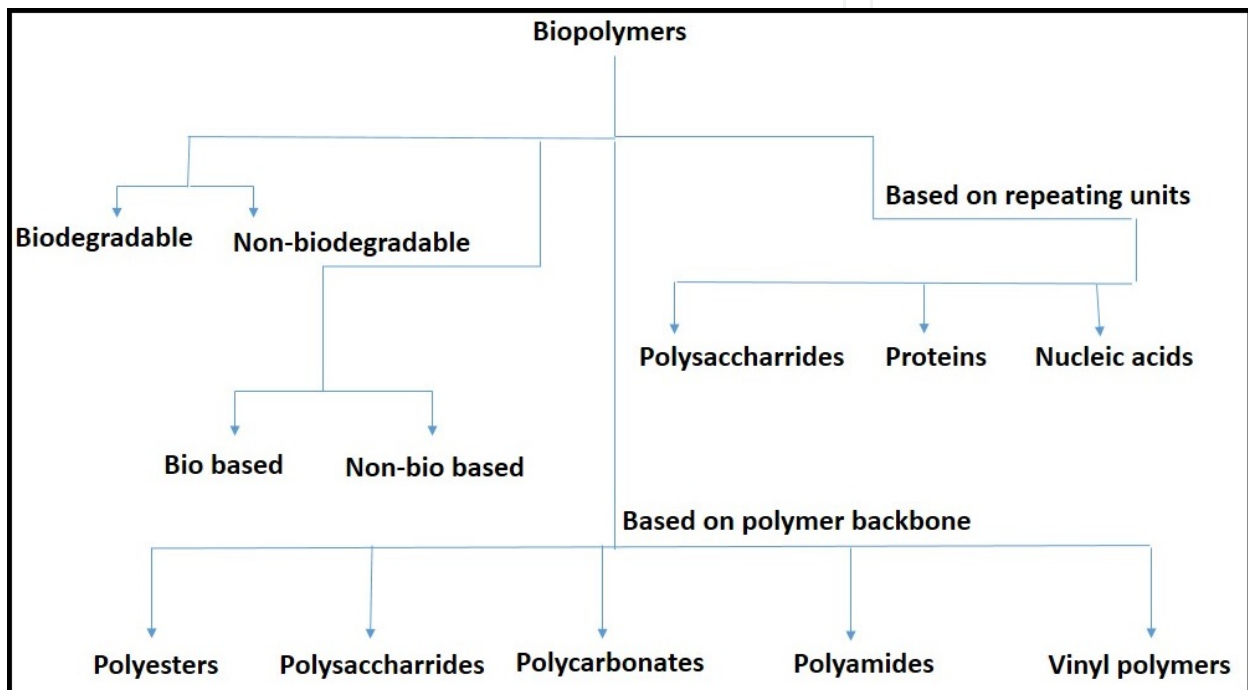 Biopolymers
Based on repeating units
Biodegradable
Non-biodegradable
Polysaccharrides
Proteins
Nucleic acids
Bio based
Non-bio based
Based on polymer backbone
Polyesters
Polysaccharrides
Polycarbonates
Polyamides
Vinyl polymers